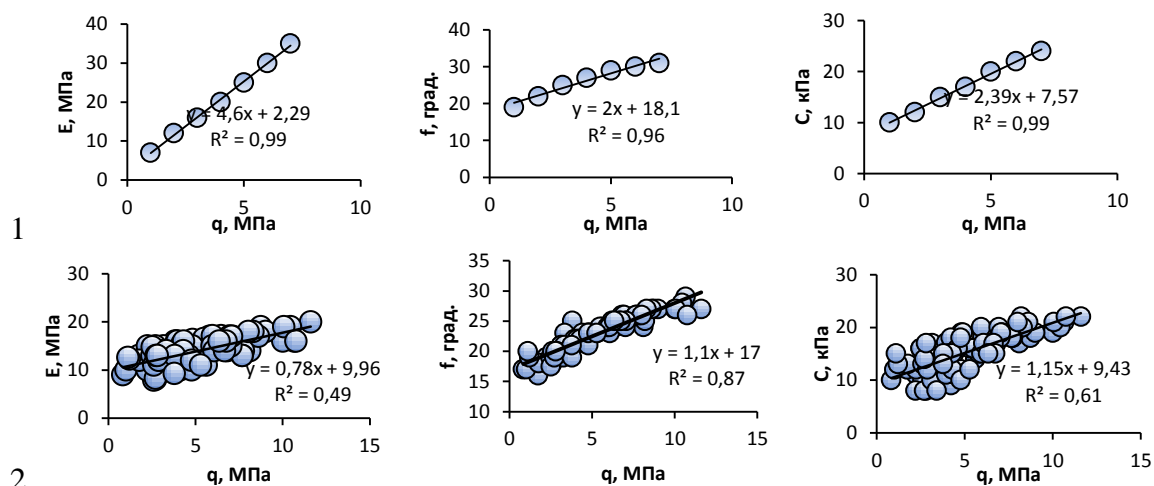 40
30
20
10
0
0
5
10
E, МПа
q, МПа
y = 4,6x + 2,29
R² = 0,99
40
30
20
10
0
0
5
10
f, град.
q, МПа
y = 2x + 18,1
R² = 0,96
30
20
10
0
0
5
10
C, кПа
q, МПа
y = 2,39x + 7,57
R² = 0,99
1
30
20
10
0
0
5
10
15
E, МПа
q, МПа
y = 0,78x + 9,96
R² = 0,49
35
30
25
20
15
10
0
5
10
15
f, град.
q, МПа
y = 1,1x + 17
R² = 0,87
30
20
10
0
0
5
10
15
C, кПа
q, МПа
y = 1,15x + 9,43
R² = 0,61
2